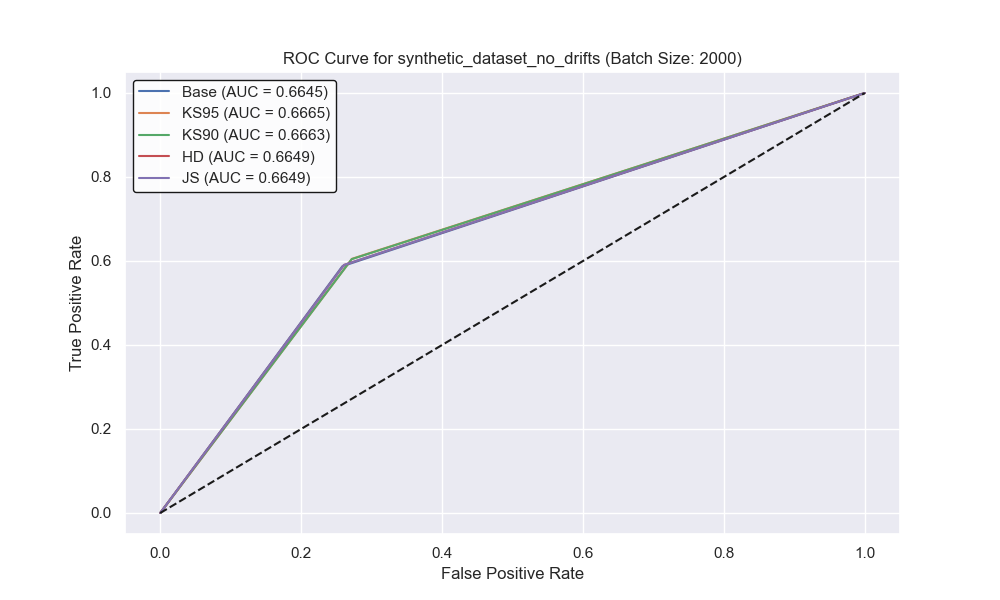 ROC Curve for synthetic_dataset_no_drifts (Batch Size: 2000)
Base (AUC = 0.6645)
KS95 (AUC = 0.6665)
KS90 (AUC = 0.6663)
HD (AUC = 0.6649)
JS (AUC = 0.6649)
True Positive Rate
1.0
0.8
0.6
0.4
0.2
0.0
0.0 0.2 0.4 0.6 0.8 1.0
False Positive Rate